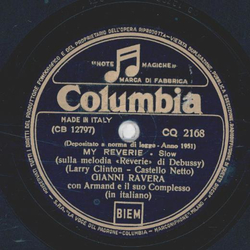 "NOTE MAGICHE"
MARCA DI FABBRICA
Columbia
MADE IN ITALY
(CB 12797)
CQ 2168
(Depositato a norma di legge - Anno 1951)
MY REVERIE - Slow
(sulla melodia «Reverie» di Debussy)
(Larry Clinton - Castello Netto)
GIANNI RAVERA
con Armand e il suo Complesso
(in italiano)
BIEM